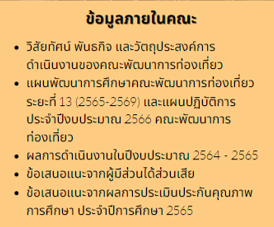 ข้อมูลภายในคณะ
• วิสัยทัศน์ พันธกิจ และวัตถุประสงค์การ
ดำเนินงานของคณะพัฒนาการท่องเที่ยว
• แผนพัฒนาการศึกษาคณะพัฒนาการท่องเที่ยว
ระยะที่ 13 (2565-2569) และแผนปฏิบัติการ
ประจำปีงบประมาณ 2566 คณะพัฒนาการ
ท่องเที่ยว
• ผลการดำเนินงานในปีงบประมาณ 2564 - 2565
• ข้อเสนอแนะจากผู้มีส่วนได้ส่วนเสีย
• ข้อเสนอแนะจากผลการประเมินประกันคุณภาพ
การศึกษา ประจำปีการศึกษา 2565